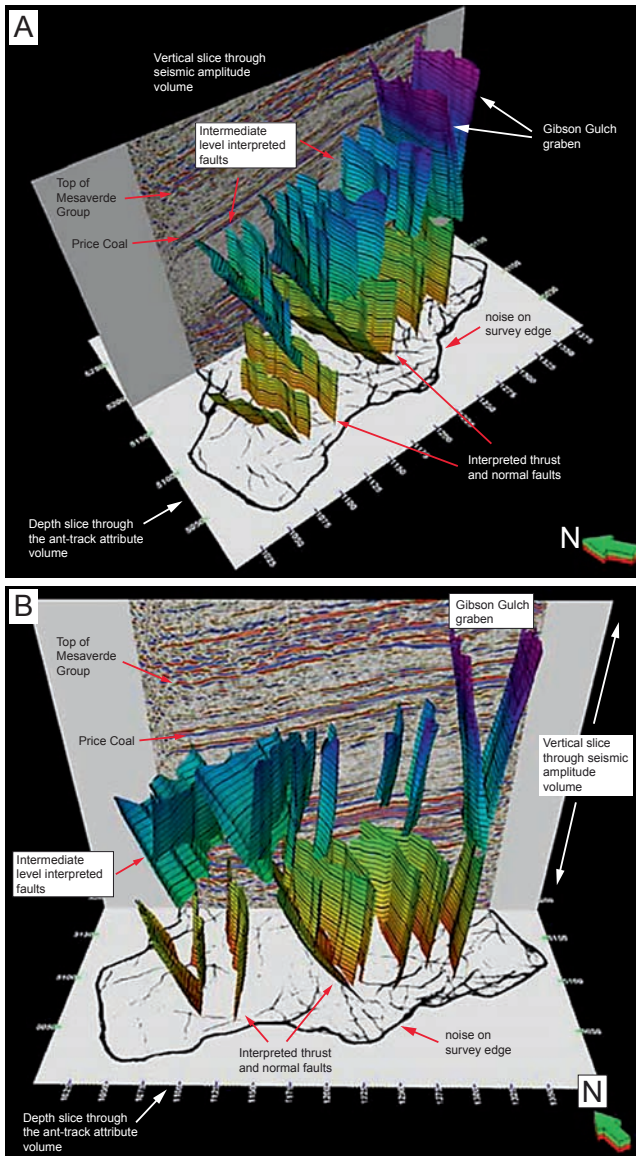 A
Vertical slice through
seismic amplitude
volume
Gibson Gulch
graben
Intermediate
level interpreted
faults
Top of
Mesaverde
Group
Price Coal
noise on
survey edge
Interpreted thrust
and normal faults
Depth slice through
the ant-track attribute
volume
N
B
Gibson Gulch
graben
Top of
Mesaverde
Group
Price Coal
Vertical slice
through seismic
amplitude
volume
Intermediate
level interpreted
faults
Interpreted thrust
and normal faults
noise on
survey edge
N
Depth slice through
the ant-track attribute
volume